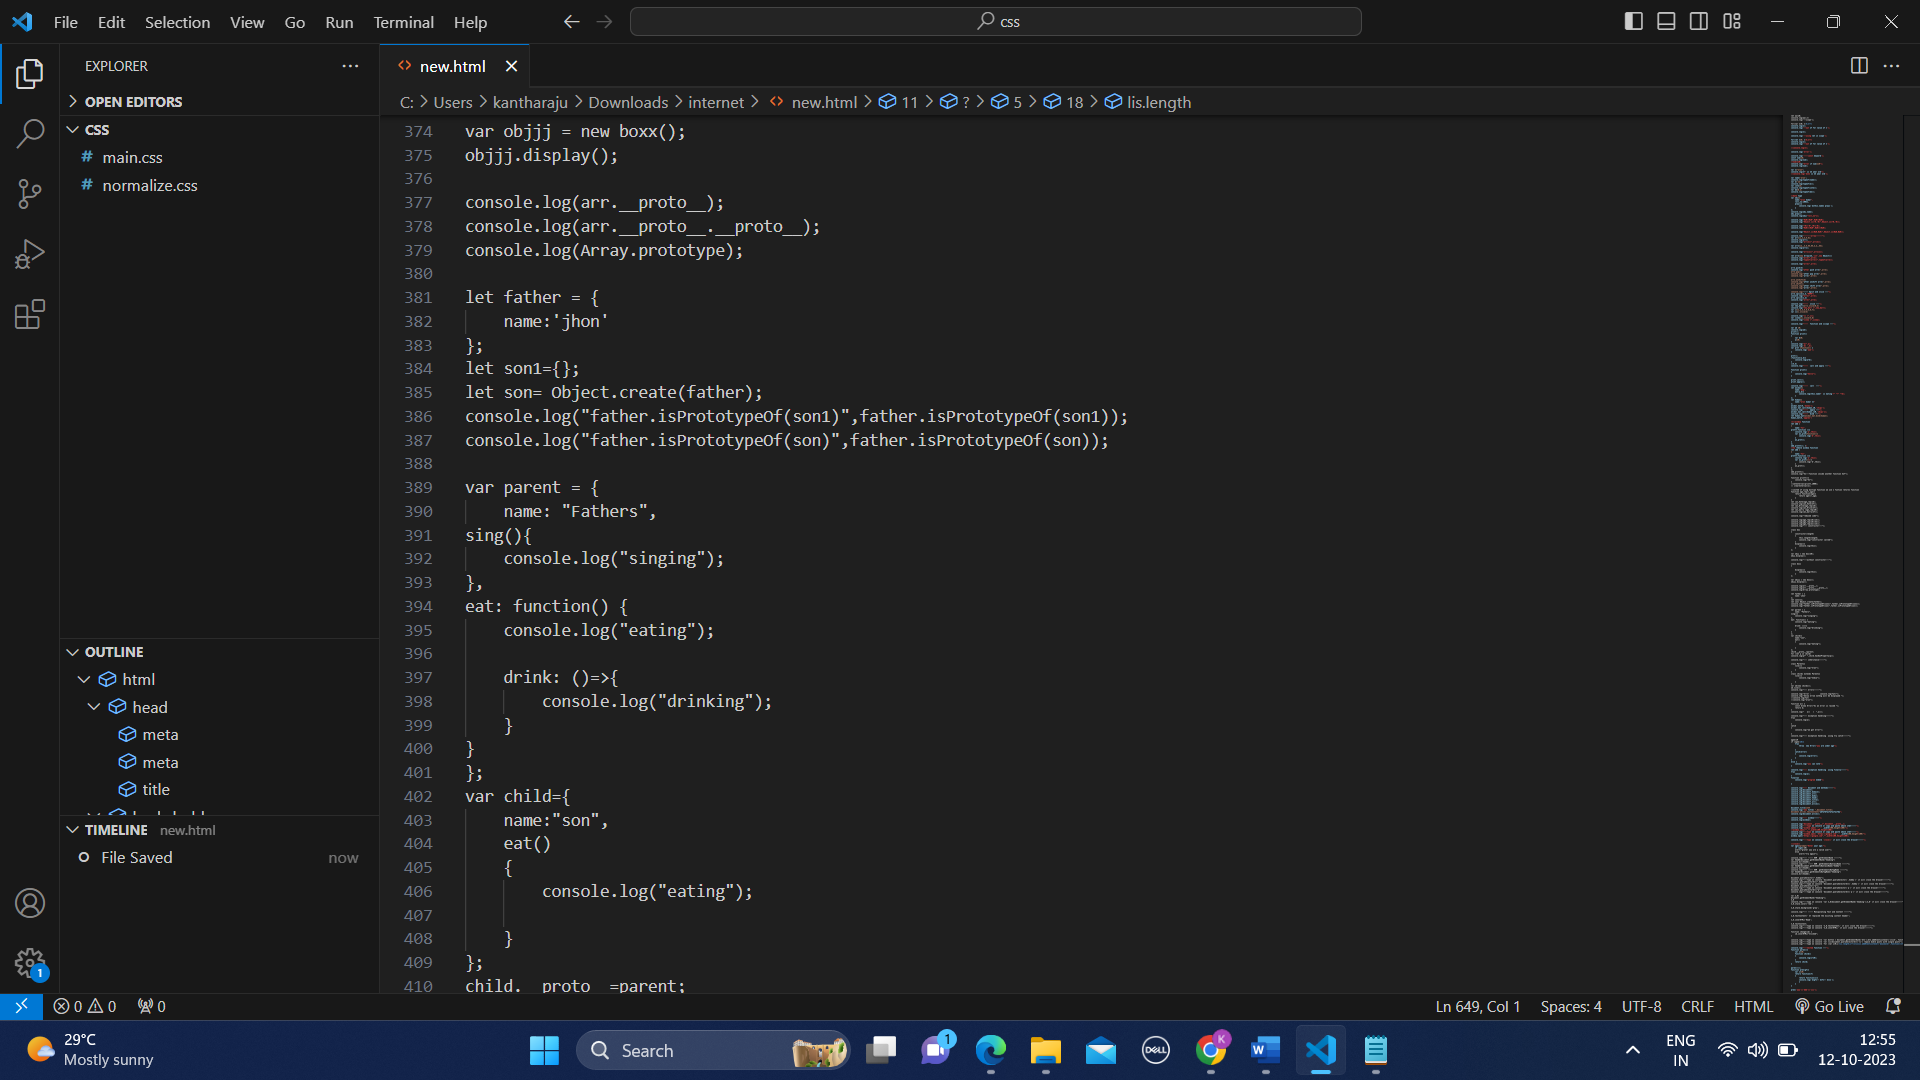 File Edit Selection View Go Run Terminal Help
css
EXPLORER
OPEN EDITORS
CSS
# main.css
# normalize.css
OUTLINE
html
head
meta
meta
title
TIMELINE new.html
File Saved now
1
new.html
C: > Users > kantharaju > Downloads > internet > new.html > 11 > ? > 5 > 18 > lis.length
374 var objjj = new boxx();
375 objjj.display();
376
377 console.log(arr.__proto__);
378 console.log(arr.__proto__.__proto__);
379 console.log(Array.prototype);
380
381 let father = {
382 name:'jhon'
383 };
384 let son1={};
385 let son= Object.create(father);
386 console.log("father.isPrototypeOf(son1)",father.isPrototypeOf(son1));
387 console.log("father.isPrototypeOf(son)",father.isPrototypeOf(son));
388
389 var parent = {
390 name: "Fathers",
391 sing(){
392 console.log("singing");
393 },
394 eat: function() {
395 console.log("eating");
396
397 drink: ()=>{
398 console.log("drinking");
399 }
400 }
401 };
402 var child={
403 name:"son",
404 eat()
405 {
406 console.log("eating");
407
408 }
409 };
410 child.__proto__=parent;
0 0 0
Ln 649, Col 1 Spaces: 4 UTF-8 CRLF HTML Go Live
29°C
Mostly sunny
Search
1
DELL
K
W
ENG
IN
12:55
12-10-2023